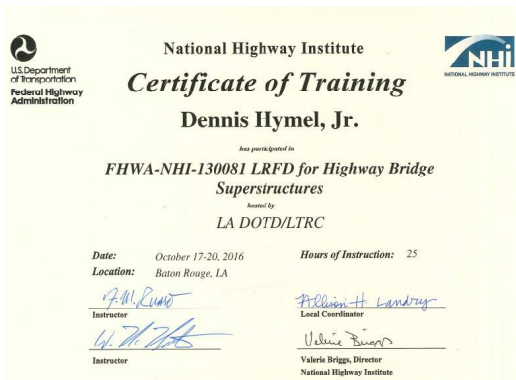 National Highway Institute
U.S. Department
of Transportation
Federal Highway
Administration
NHi
NATIONAL HIGHWAY INSTITUTE
Certificate of Training
Dennis Hymel, Jr.
has participated in
FHWA-NHI-130081 LRFD for Highway Bridge
Superstructures
hosted by
LA DOTD/LTRC
Date: October 17-20, 2016 Hours of Instruction: 25
Location: Baton Rouge, LA
Allison H. Landry
Instructor Local Coordinator
Valerie Briggs
Instructor Valerie Briggs, Director
National Highway Institute